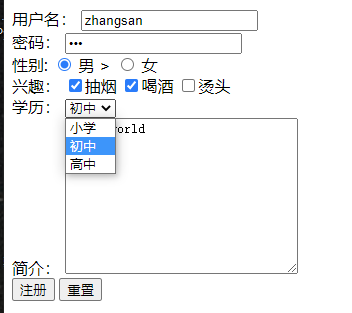 用户名： zhangsan
密码： •••
性别: 男 > 女
兴趣： 抽烟 喝酒 烫头
学历： 初中
小学
初中
高中
world
简介：
注册 重置